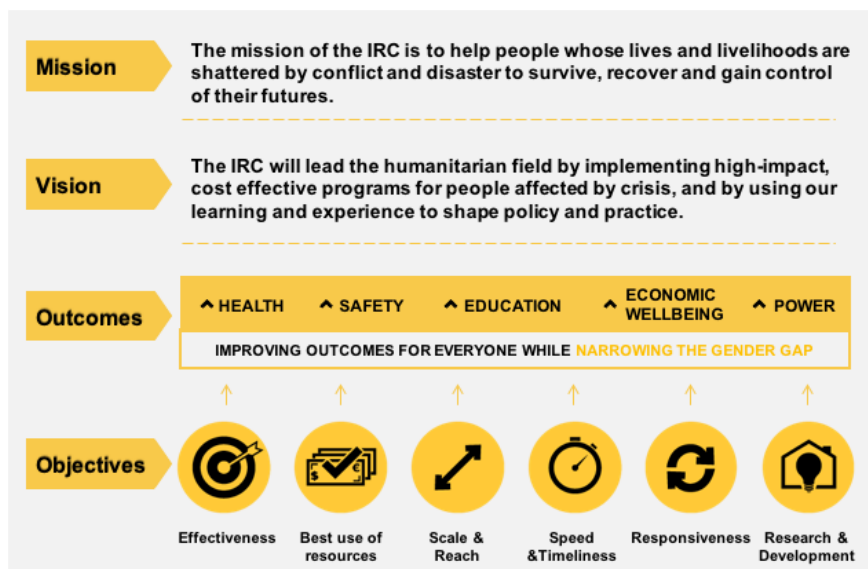 Mission
The mission of the IRC is to help people whose lives and livelihoods are
shattered by conflict and disaster to survive, recover and gain control
of their futures.
Vision
The IRC will lead the humanitarian field by implementing high-impact,
cost effective programs for people affected by crisis, and by using our
learning and experience to shape policy and practice.
Outcomes
HEALTH
SAFETY
EDUCATION
ECONOMIC
WELLBEING
POWER
IMPROVING OUTCOMES FOR EVERYONE WHILE NARROWING THE GENDER GAP
Objectives
$ €
Effectiveness
Best use of
resources
Scale &
Reach
Speed
&Timeliness
Responsiveness
Research &
Development